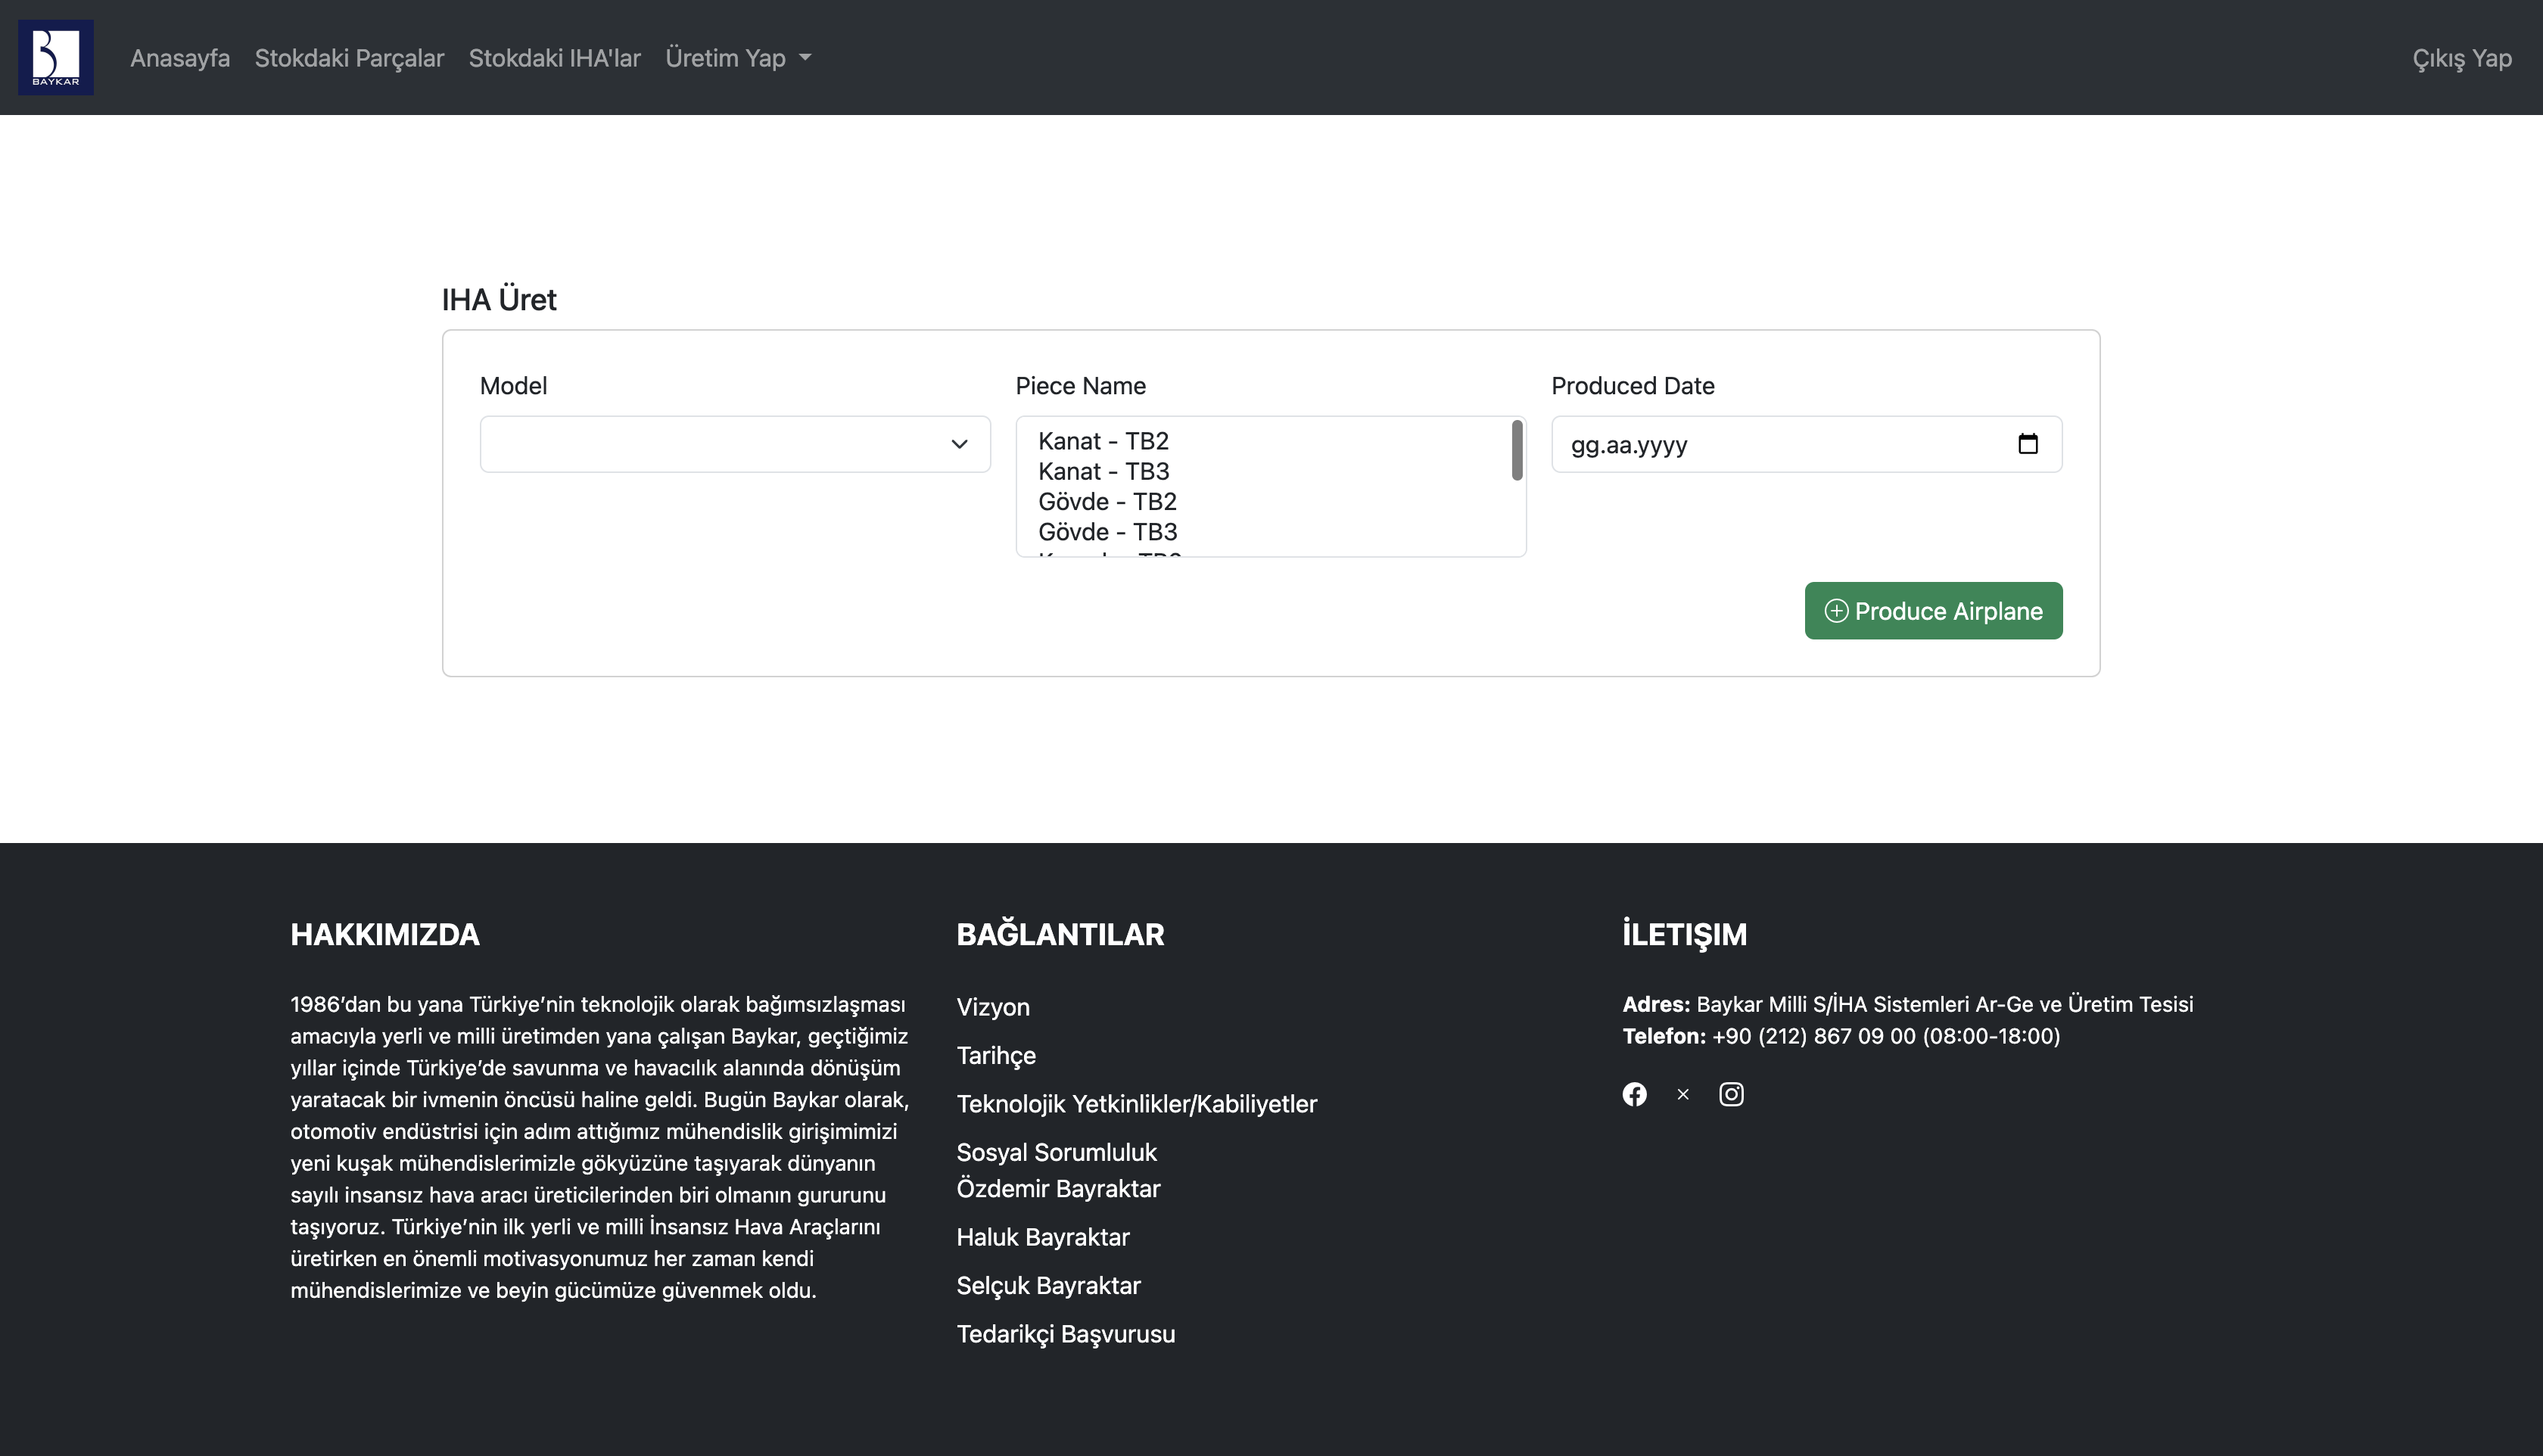 BAYKAR
Anasayfa
Stokdaki Parçalar
Stokdaki IHA'lar
Üretim Yap
Çıkış Yap
IHA Üret
Model
Piece Name
Produced Date
Kanat - TB2
Kanat - TB3
Gövde - TB2
Gövde - TB3
gg.aa.yyyy
Produce Airplane
HAKKIMIZDA
1986’dan bu yana Türkiye’nin teknolojik olarak bağımsızlaşması
amacıyla yerli ve milli üretimden yana çalışan Baykar, geçtiğimiz
yıllar içinde Türkiye’de savunma ve havacılık alanında dönüşüm
yaratacak bir ivmenin öncüsü haline geldi. Bugün Baykar olarak,
otomotiv endüstrisi için adım attığımız mühendislik girişimimizi
yeni kuşak mühendislerimizle gökyüzüne taşıyarak dünyanın
sayılı insansız hava aracı üreticilerinden biri olmanın gururunu
taşıyoruz. Türkiye’nin ilk yerli ve milli İnsansız Hava Araçlarını
üretirken en önemli motivasyonumuz her zaman kendi
mühendislerimize ve beyin gücümüze güvenmek oldu.
BAĞLANTILAR
Vizyon
Tarihçe
Teknolojik Yetkinlikler/Kabiliyetler
Sosyal Sorumluluk
Özdemir Bayraktar
Haluk Bayraktar
Selçuk Bayraktar
Tedarikçi Başvurusu
İLETIŞIM
Adres: Baykar Milli S/İHA Sistemleri Ar-Ge ve Üretim Tesisi
Telefon: +90 (212) 867 09 00 (08:00-18:00)